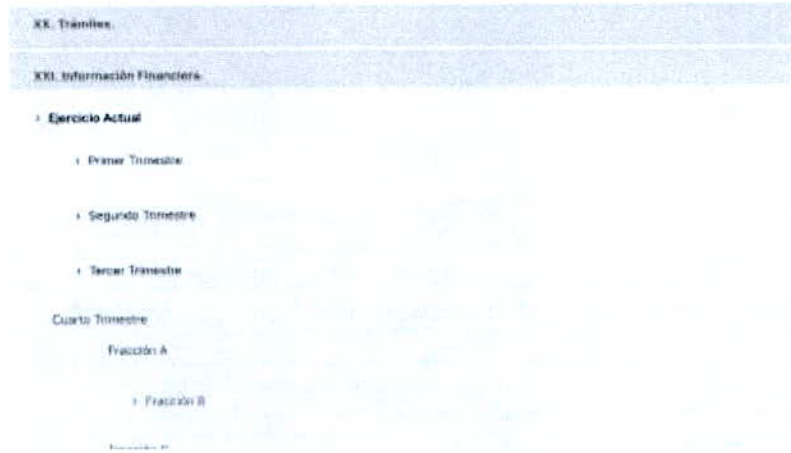 XX. Trámites.
XXI. Información Financiera
› Ejercicio Actual
› Primer Trimestre
› Segundo Trimestre
› Tercer Trimestre
Cuarto Trimestre
Fracción A
› Fracción B